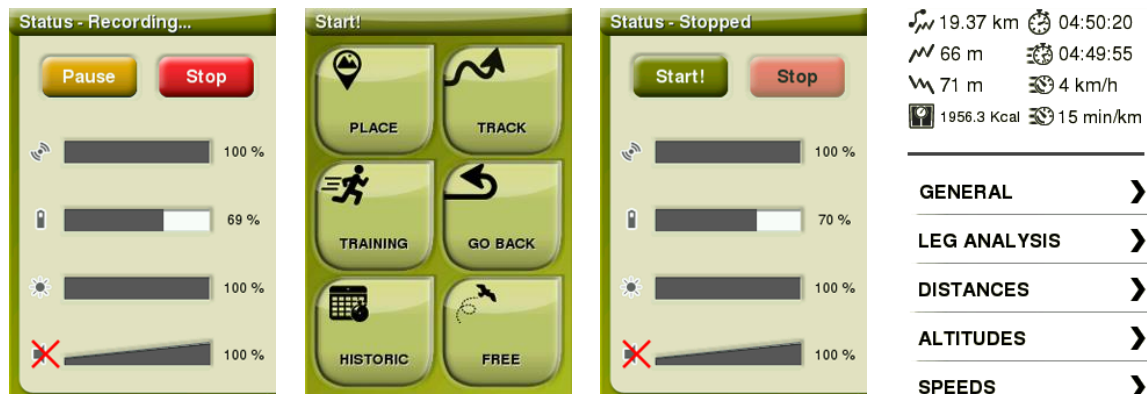 Status - Recording...
Pause Stop
100 %
69 %
100 %
100 %
Start!
PLACE TRACK
TRAINING GO BACK
HISTORIC FREE
Status - Stopped
Start! Stop
100 %
70 %
100 %
100 %
19.37 km 04:50:20
66 m 04:49:55
71 m 4 km/h
1956.3 Kcal 15 min/km
GENERAL
LEG ANALYSIS
DISTANCES
ALTITUDES
SPEEDS